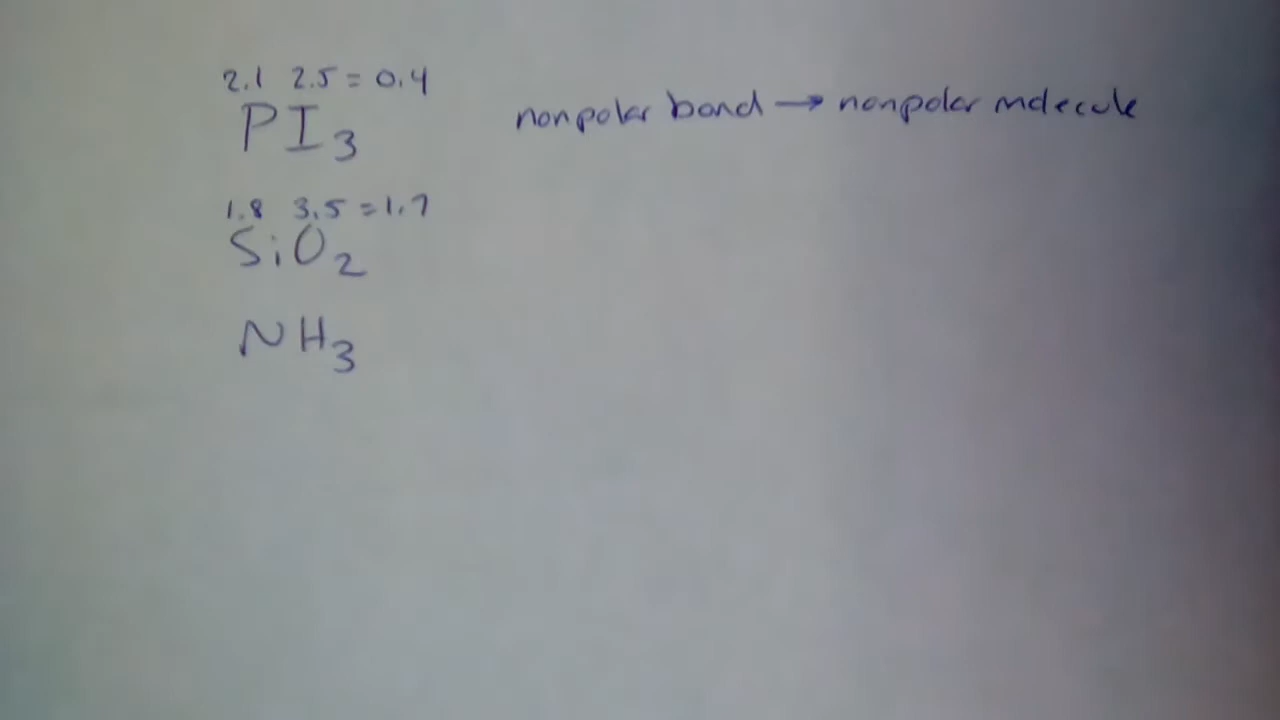 2.1 2.5 = 0.4
PI₃ nonpolar bond → nonpolar molecule
1.8 3.5 = 1.7
SiO₂
NH₃